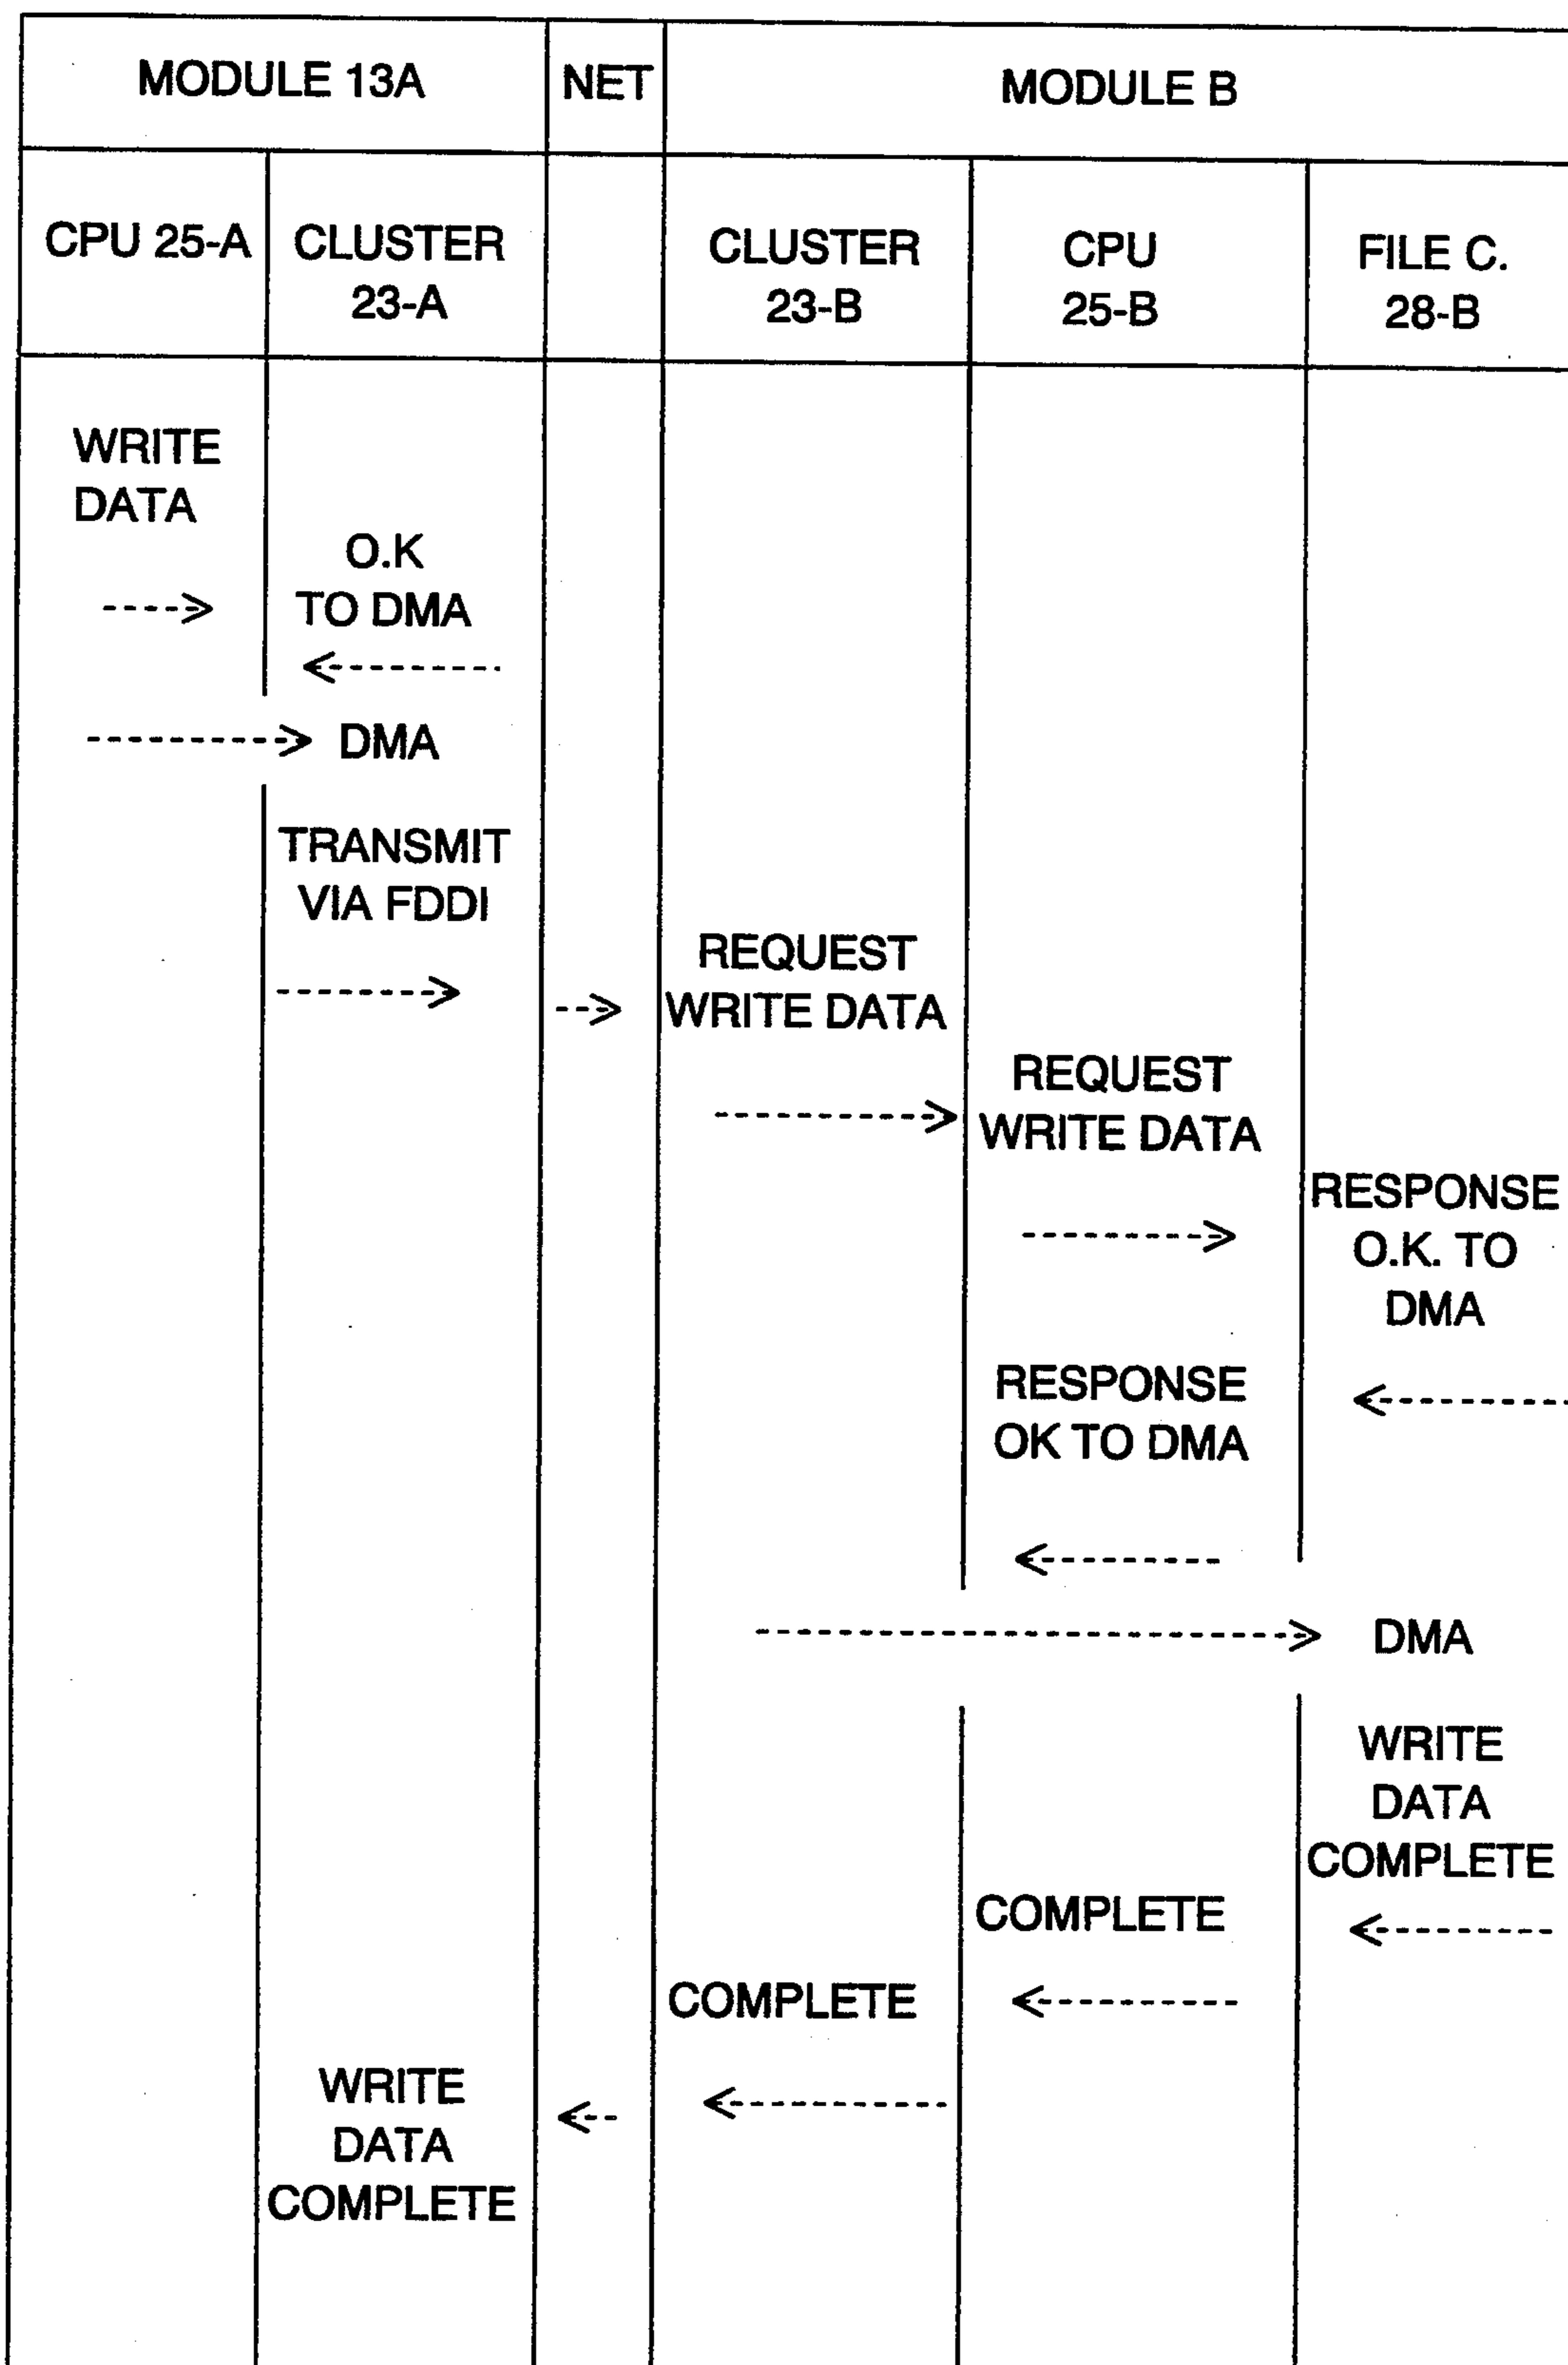 MODULE 13A
NET
MODULE B
CPU 25-A
CLUSTER
23-A
CLUSTER
23-B
CPU
25-B
FILE C.
28-B
WRITE
DATA
O.K
TO DMA
DMA
TRANSMIT
VIA FDDI
REQUEST
WRITE DATA
REQUEST
WRITE DATA
RESPONSE
O.K. TO
DMA
RESPONSE
OK TO DMA
DMA
WRITE
DATA
COMPLETE
COMPLETE
COMPLETE
WRITE
DATA
COMPLETE